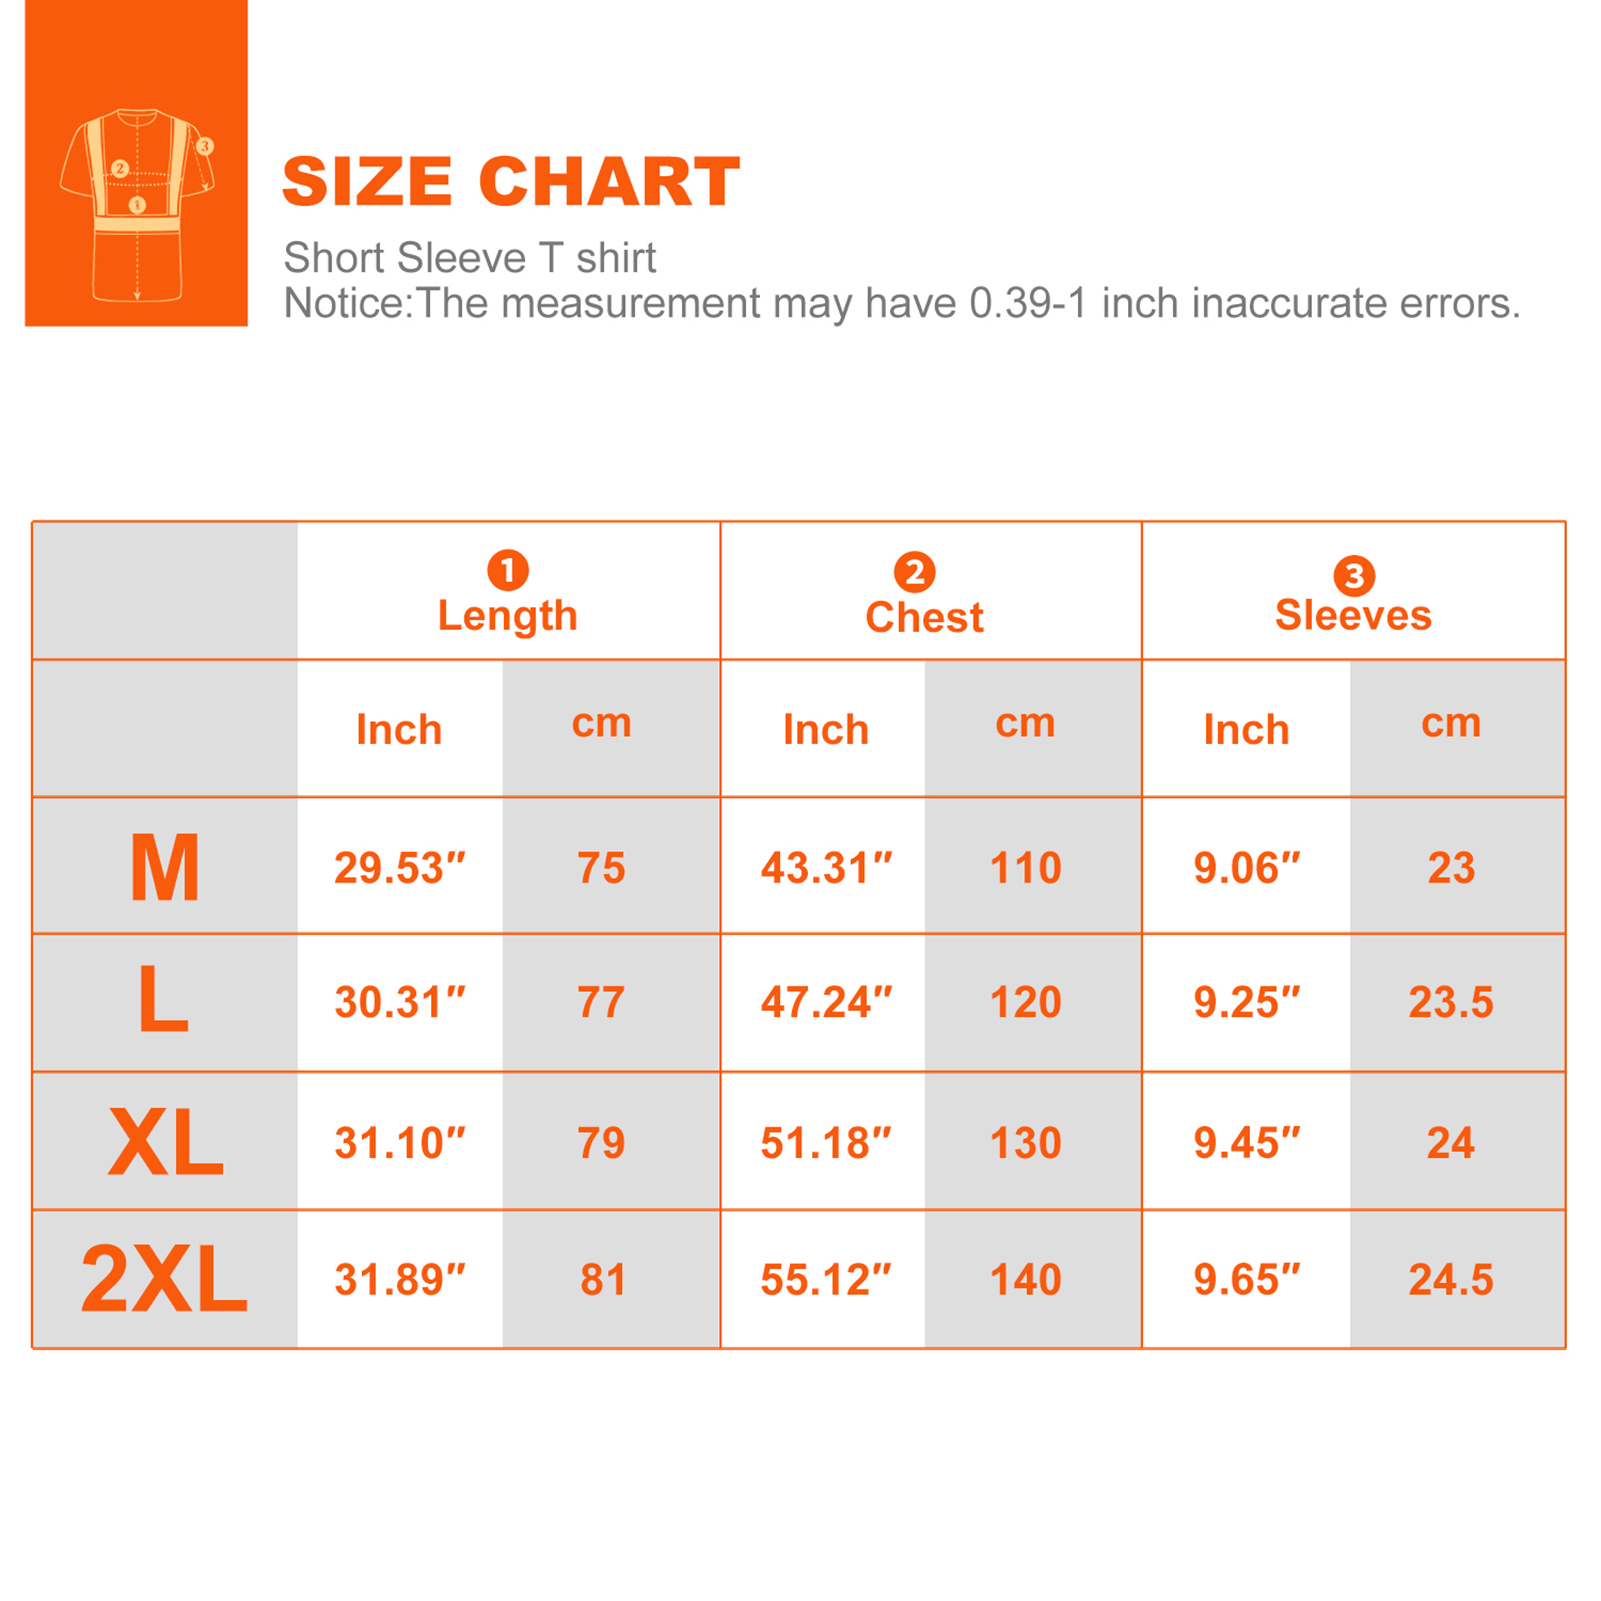 3
2
1
SIZE CHART
Short Sleeve T shirt
Notice:The measurement may have 0.39-1 inch inaccurate errors.
1 2 3
Length Chest Sleeves
Inch cm Inch cm Inch cm
M 29.53″ 75 43.31″ 110 9.06″ 23
L 30.31″ 77 47.24″ 120 9.25″ 23.5
XL 31.10″ 79 51.18″ 130 9.45″ 24
2XL 31.89″ 81 55.12″ 140 9.65″ 24.5